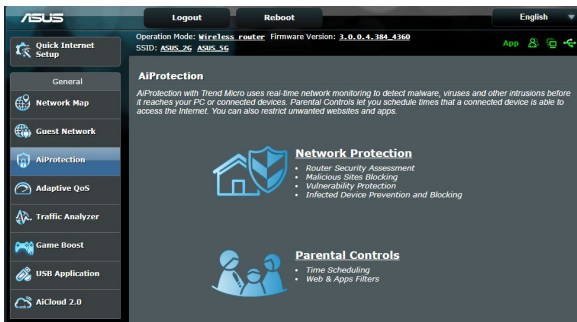 ASUS
Logout
Reboot
English
Quick Internet
Setup
Operation Mode: Wireless router Firmware Version: 3.0.0.4.384_4360
SSID: ASUS_2G ASUS_5G
App
General
Network Map
Guest Network
AiProtection
Adaptive QoS
Traffic Analyzer
Game Boost
USB Application
AiCloud 2.0
AiProtection
AiProtection with Trend Micro uses real-time network monitoring to detect malware, viruses and other intrusions before
it reaches your PC or connected devices. Parental Controls let you schedule times that a connected device is able to
access the Internet. You can also restrict unwanted websites and apps.
Network Protection
• Router Security Assessment
• Malicious Sites Blocking
• Vulnerability Protection
• Infected Device Prevention and Blocking
Parental Controls
• Time Scheduling
• Web & Apps Filters